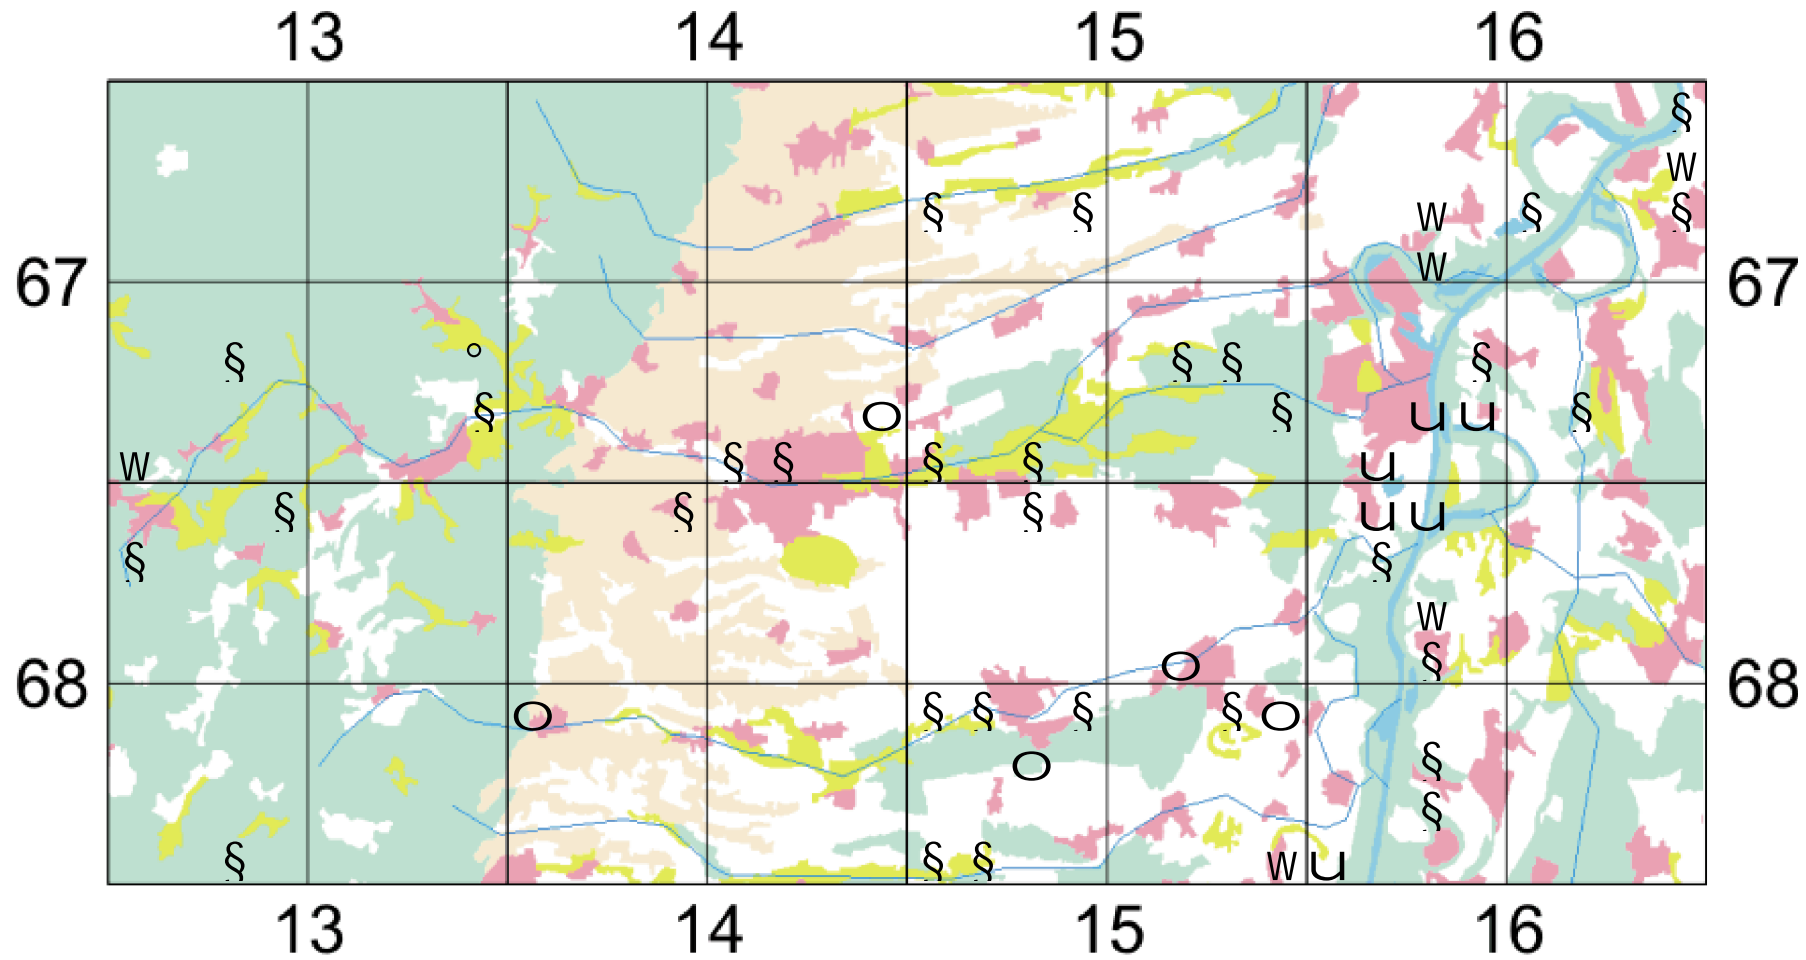 13 14 15 16
§
W
§ § W § §
67 W 67
° § § § §
§ O § u u §
W § § § § u
§ § § u u
§ §
W
O §
68 68
O § § § § O
O §
§
§ § § W u
13 14 15 16